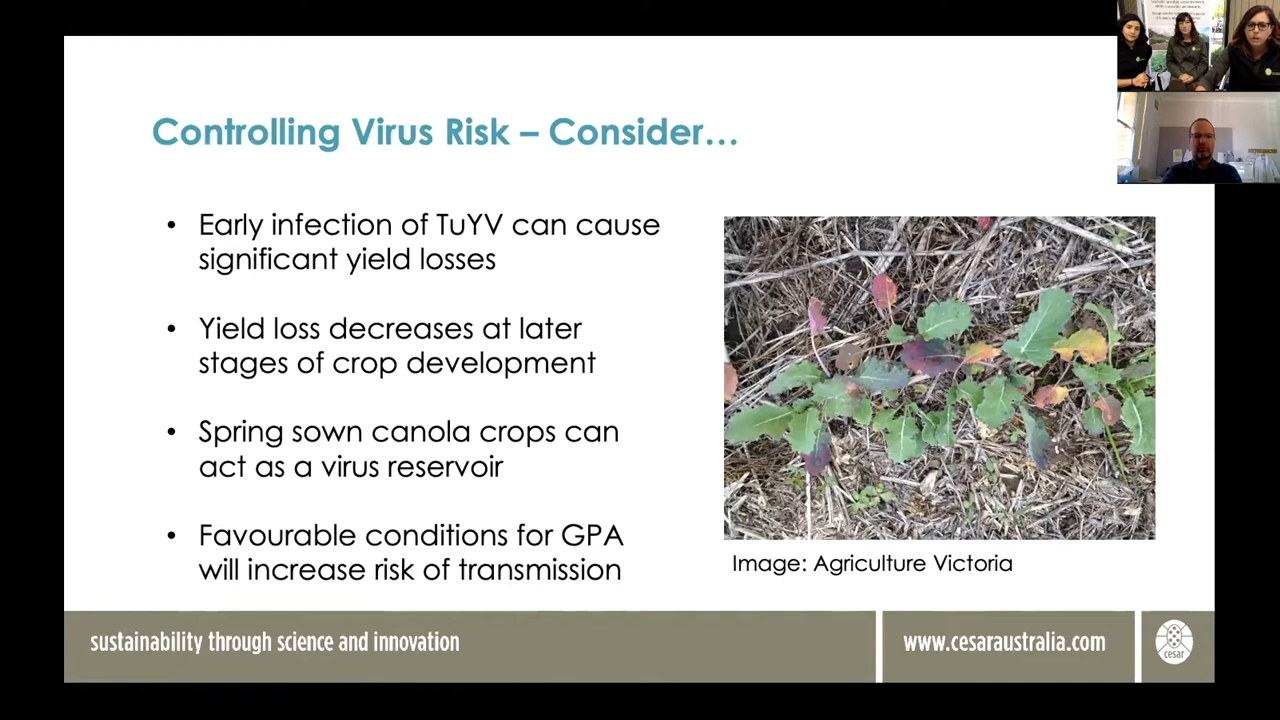 Controlling Virus Risk – Consider...
• Early infection of TuYV can cause
significant yield losses
• Yield loss decreases at later
stages of crop development
• Spring sown canola crops can
act as a virus reservoir
• Favourable conditions for GPA
will increase risk of transmission
Image: Agriculture Victoria
sustainability through science and innovation
www.cesaraustralia.com
cesar